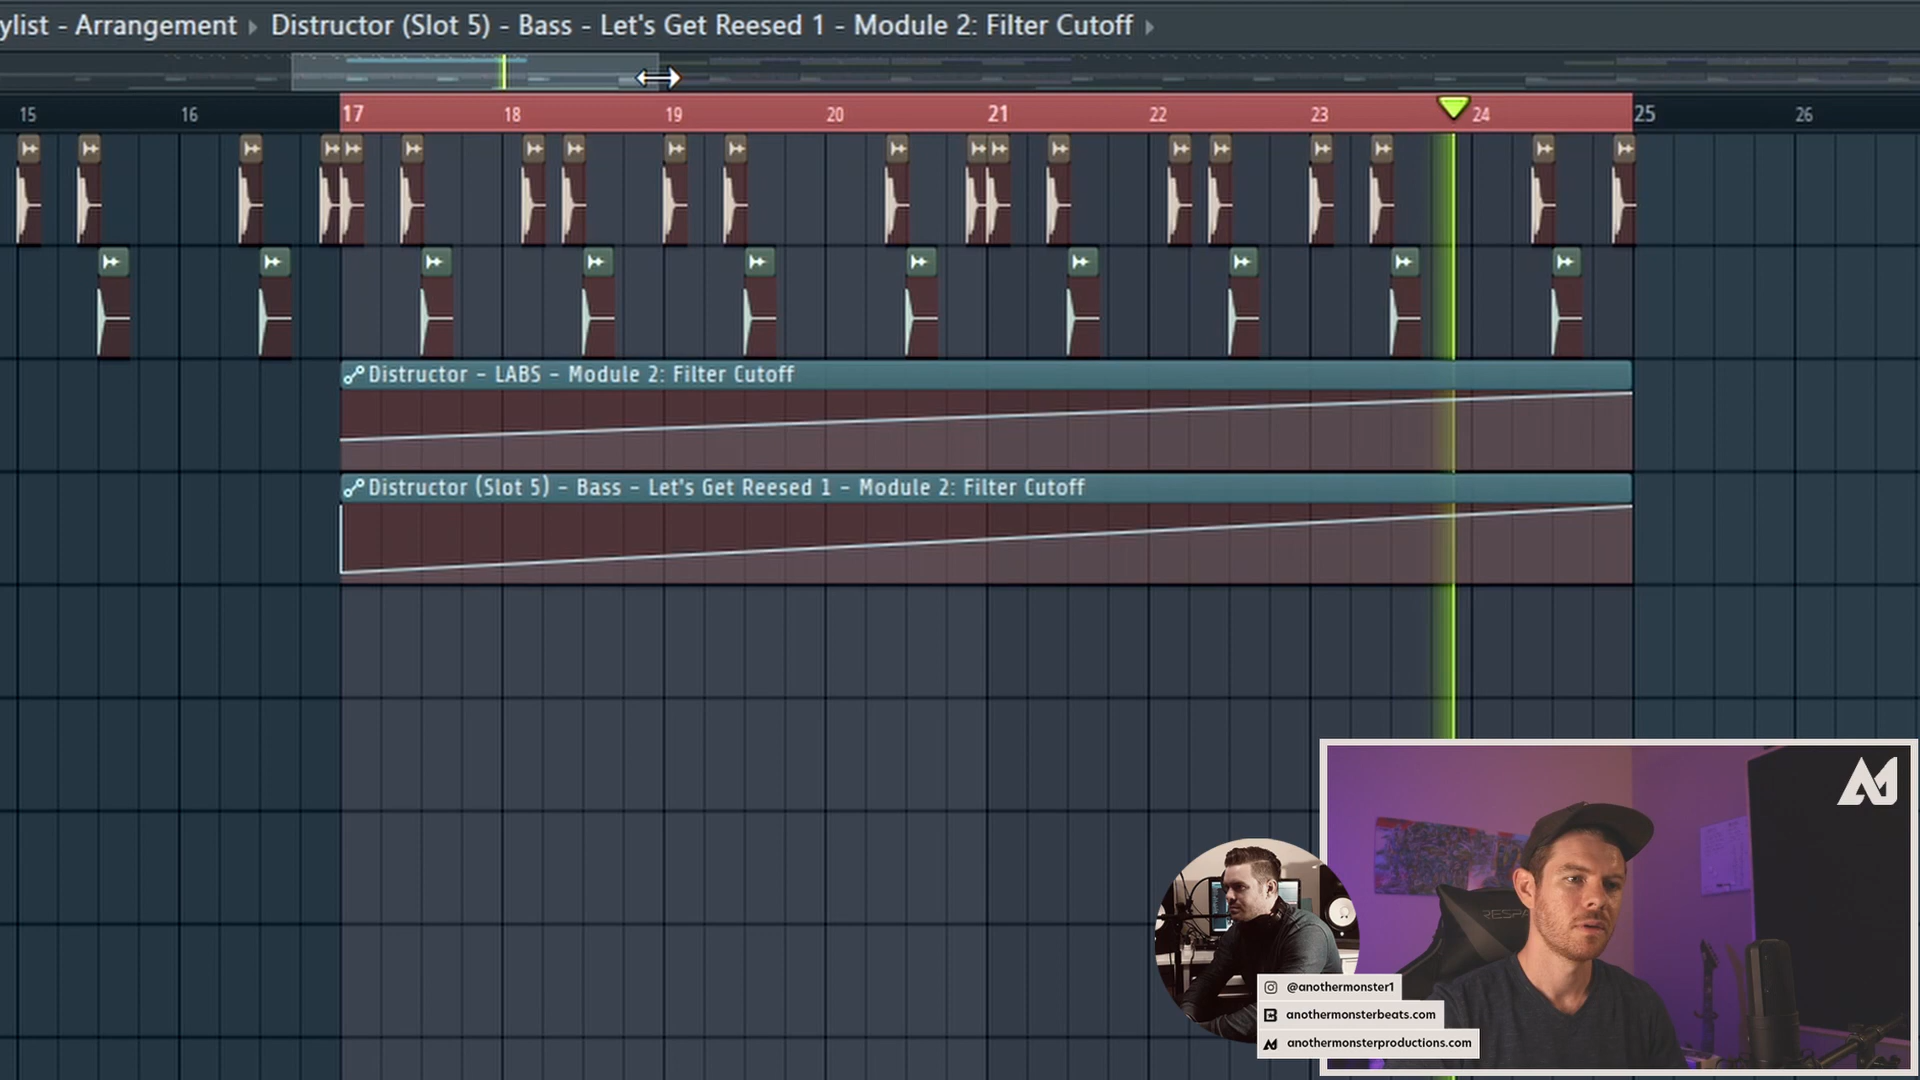 ylist - Arrangement ▸ Distructor (Slot 5) - Bass - Let's Get Reesed 1 - Module 2: Filter Cutoff ▸
15 16 17 18 19 20 21 22 23 24 25 26
Distructor - LABS - Module 2: Filter Cutoff
Distructor (Slot 5) - Bass - Let's Get Reesed 1 - Module 2: Filter Cutoff
@anothermonster1
anothermonsterbeats.com
anothermonsterproductions.com